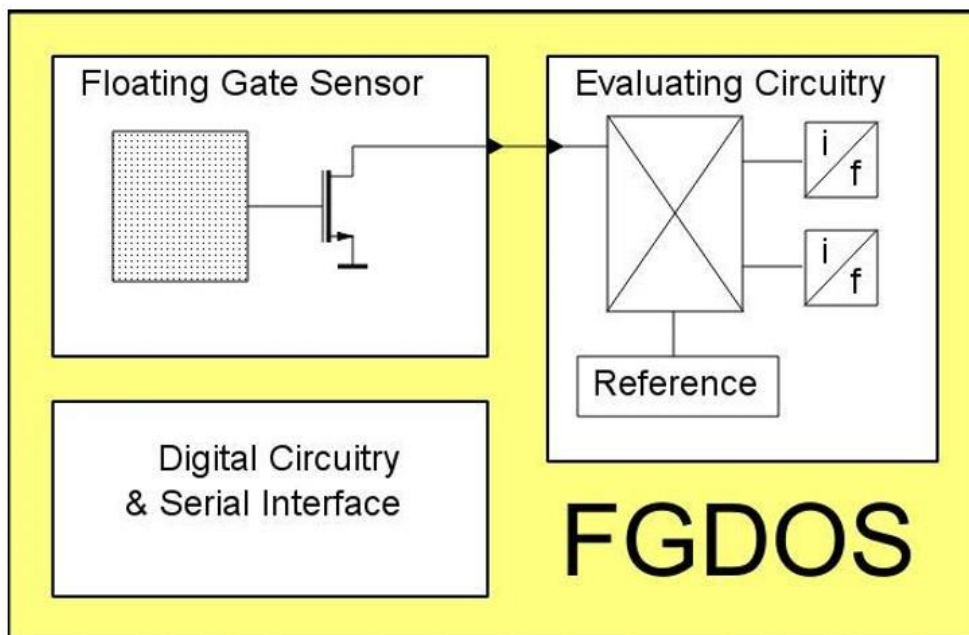 Floating Gate Sensor
Evaluating Circuitry
i
f
i
f
Reference
Digital Circuitry
& Serial Interface
FGDOS